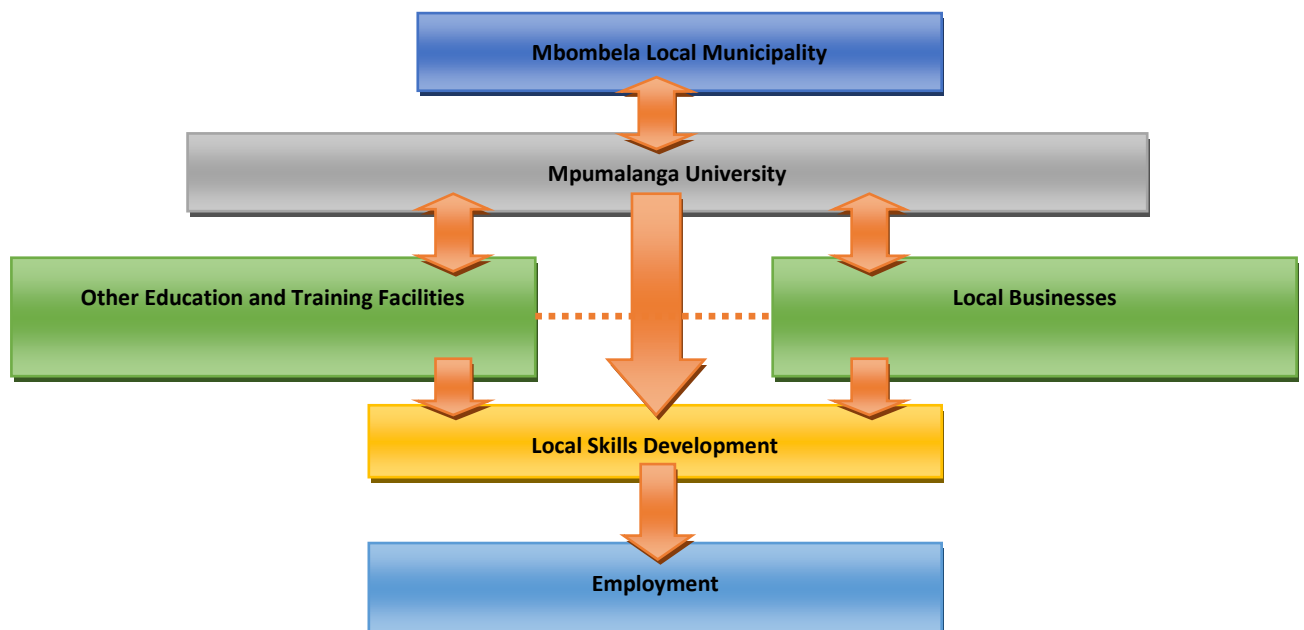 Mbombela Local Municipality
Mpumalanga University
Other Education and Training Facilities
Local Businesses
Local Skills Development
Employment